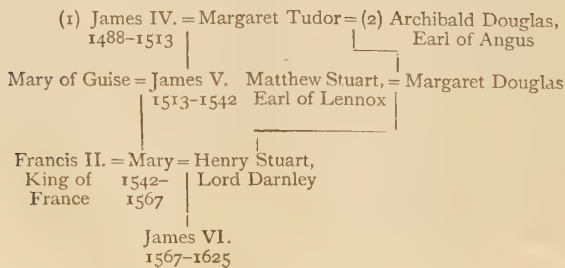 (1) James IV. = Margaret Tudor = (2) Archibald Douglas,
1488–1513 Earl of Angus
Mary of Guise = James V. Matthew Stuart, = Margaret Douglas
1513–1542 Earl of Lennox
Francis II. = Mary = Henry Stuart,
King of 1542– Lord Darnley
France 1567
James VI.
1567–1625